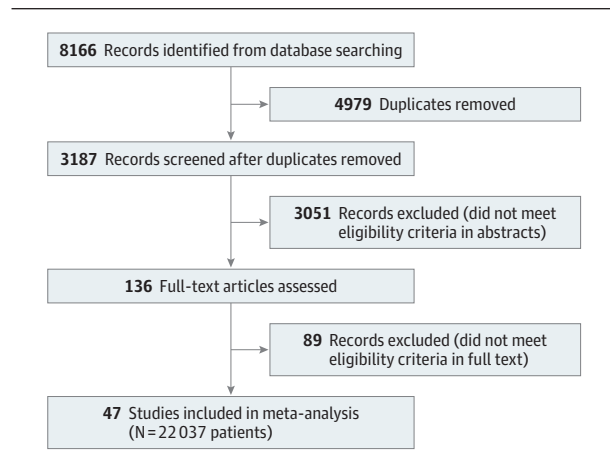 8166 Records identified from database searching
4979 Duplicates removed
3187 Records screened after duplicates removed
3051 Records excluded (did not meet
eligibility criteria in abstracts)
136 Full-text articles assessed
89 Records excluded (did not meet
eligibility criteria in full text)
47 Studies included in meta-analysis
(N = 22 037 patients)